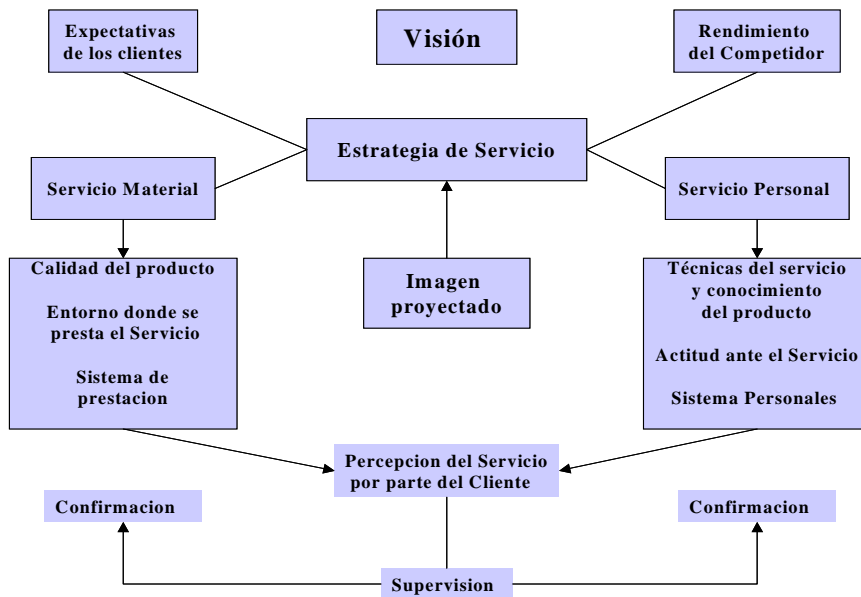 Expectativas
de los clientes
Visión
Rendimiento
del Competidor
Estrategia de Servicio
Servicio Material
Servicio Personal
Calidad del producto
Entorno donde se
presta el Servicio
Sistema de
prestacion
Imagen
proyectado
Técnicas del servicio
y conocimiento
del producto
Actitud ante el Servicio
Sistema Personales
Percepcion del Servicio
por parte del Cliente
Confirmacion
Confirmacion
Supervision